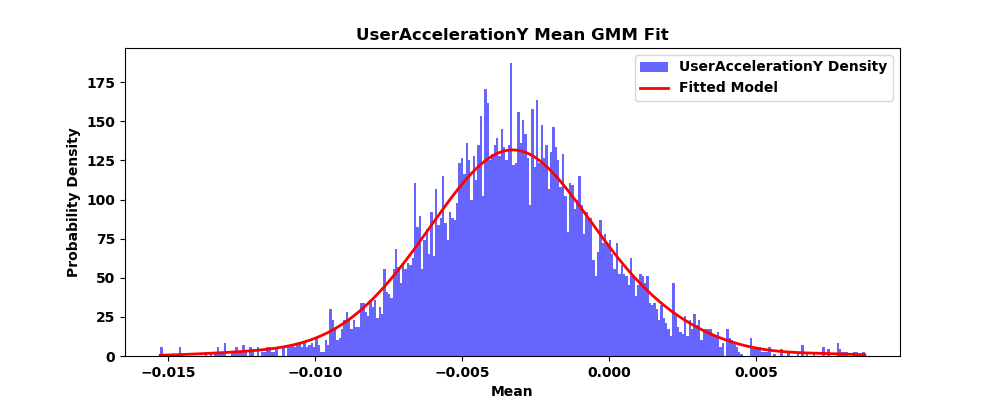 UserAccelerationY Mean GMM Fit
UserAccelerationY Density
Fitted Model
Probability Density
175
150
125
100
75
50
25
0
−0.015
−0.010
−0.005
0.000
0.005
Mean